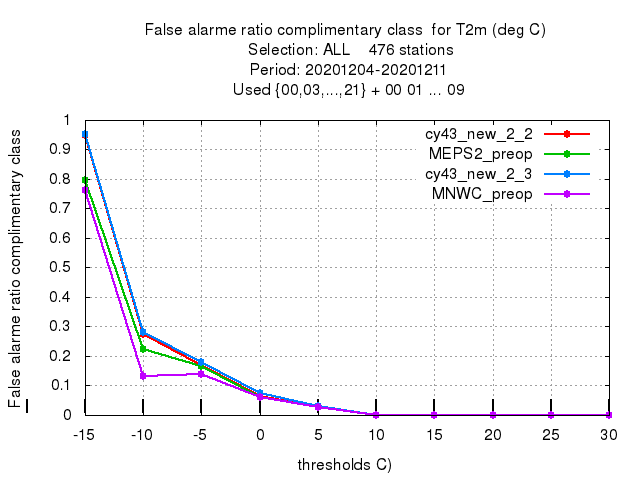 False alarme ratio complimentary class  for T2m (deg C)
Selection: ALL    476 stations
Period: 20201204-20201211
Used {00,03,...,21} + 00 01 ... 09
False alarme ratio complimentary class
1
0.9
0.8
0.7
0.6
0.5
0.4
0.3
0.2
0.1
0
cy43_new_2_2
MEPS2_preop
cy43_new_2_3
MNWC_preop
-15 -10 -5 0 5 10 15 20 25 30
thresholds C)